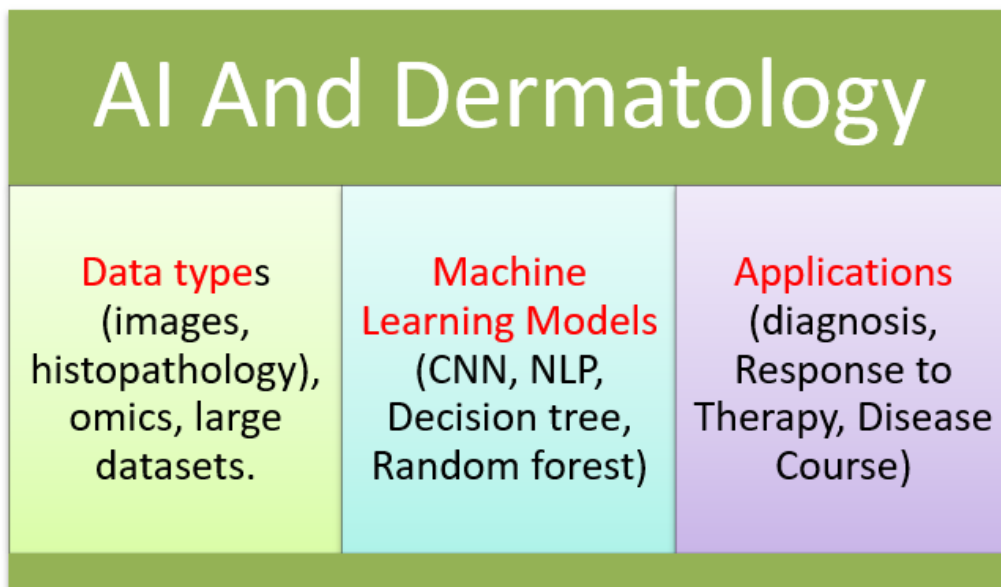 AI And Dermatology
Data types
(images,
histopathology),
omics, large
datasets.
Machine
Learning Models
(CNN, NLP,
Decision tree,
Random forest)
Applications
(diagnosis,
Response to
Therapy, Disease
Course)